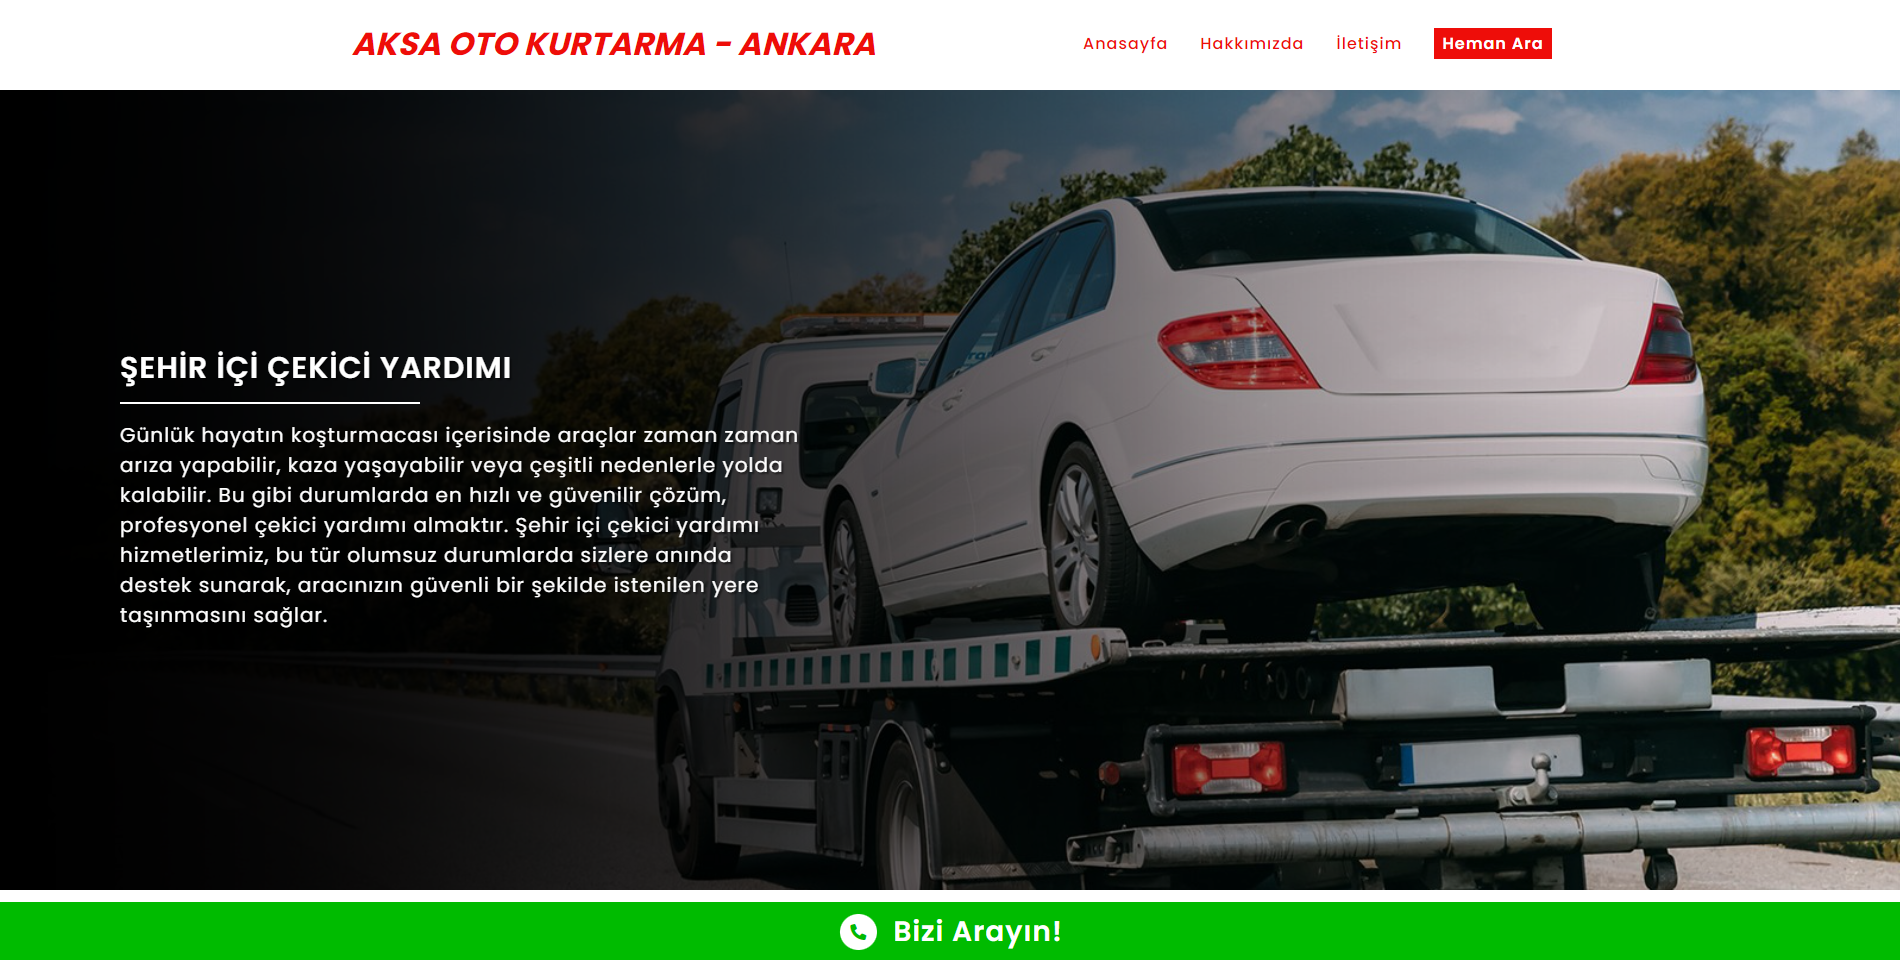 AKSA OTO KURTARMA - ANKARA
Anasayfa
Hakkımızda
İletişim
Heman Ara
ŞEHİR İÇİ ÇEKİCİ YARDIMI
Günlük hayatın koşturmacası içerisinde araçlar zaman zaman
arıza yapabilir, kaza yaşayabilir veya çeşitli nedenlerle yolda
kalabilir. Bu gibi durumlarda en hızlı ve güvenilir çözüm,
profesyonel çekici yardımı almaktır. Şehir içi çekici yardımı
hizmetlerimiz, bu tür olumsuz durumlarda sizlere anında
destek sunarak, aracınızın güvenli bir şekilde istenilen yere
taşınmasını sağlar.
Bizi Arayın!